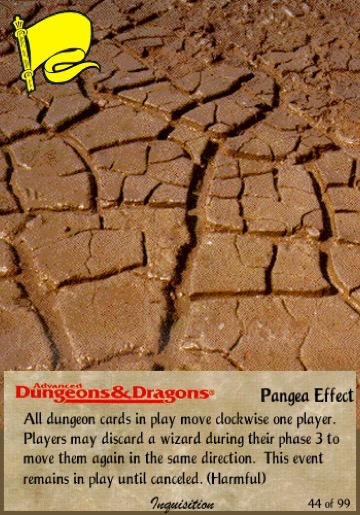 Advanced
Dungeons & Dragons®
Pangea Effect
All dungeon cards in play move clockwise one player.
Players may discard a wizard during their phase 3 to
move them again in the same direction. This event
remains in play until canceled. (Harmful)
Inquisition
44 of 99